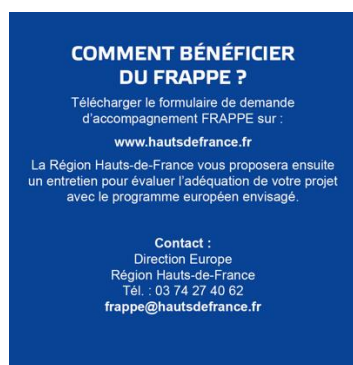 COMMENT BÉNÉFICIER
DU FRAPPE ?
Télécharger le formulaire de demande
d'accompagnement FRAPPE sur :
www.hautsdefrance.fr
La Région Hauts-de-France vous proposera ensuite
un entretien pour évaluer l'adéquation de votre projet
avec le programme européen envisagé.
Contact :
Direction Europe
Région Hauts-de-France
Tél. : 03 74 27 40 62
frappe@hautsdefrance.fr